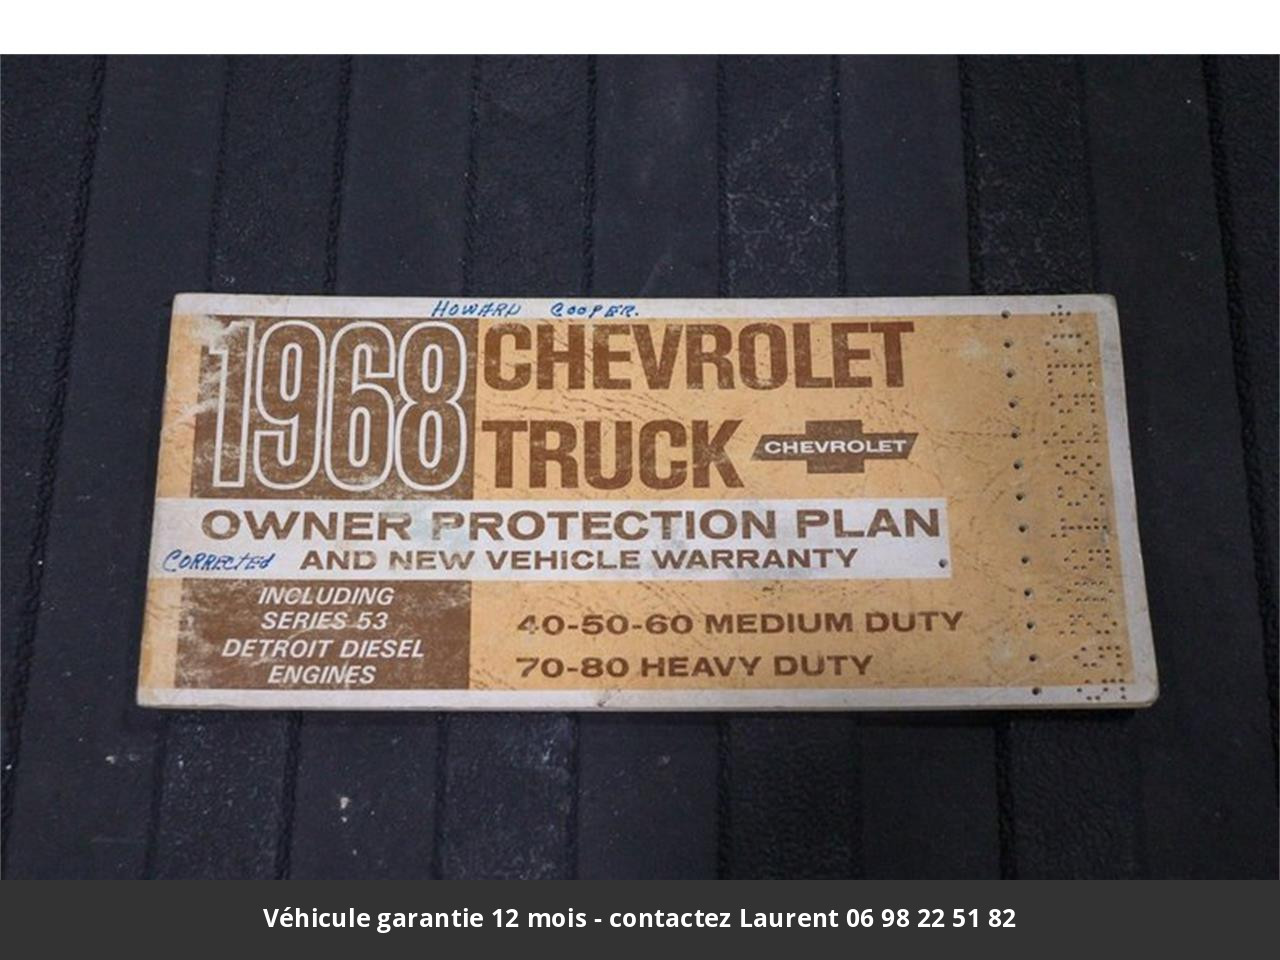 HOWARD COOPER.
1968 CHEVROLET
TRUCK CHEVROLET
OWNER PROTECTION PLAN
CORRECTED AND NEW VEHICLE WARRANTY
INCLUDING
SERIES 53
DETROIT DIESEL
ENGINES
40-50-60 MEDIUM DUTY
70-80 HEAVY DUTY
Véhicule garantie 12 mois - contactez Laurent 06 98 22 51 82